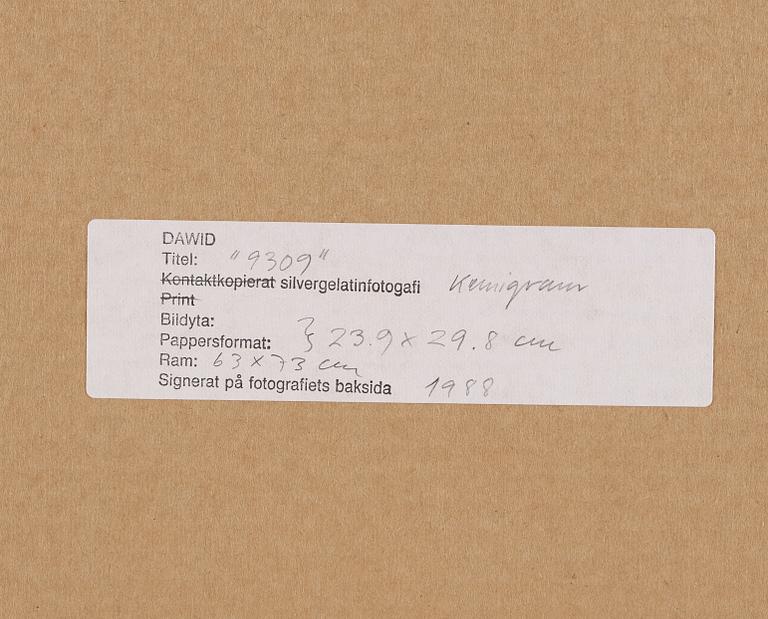 DAWID
Titel: "9309"
Kontaktkopierat silvergelatinfotogafi Kemigram
Print
Bildyta:
Pappersformat: } 23.9 x 29.8 cm
Ram: 63 x 73 cm
Signerat på fotografiets baksida 1988